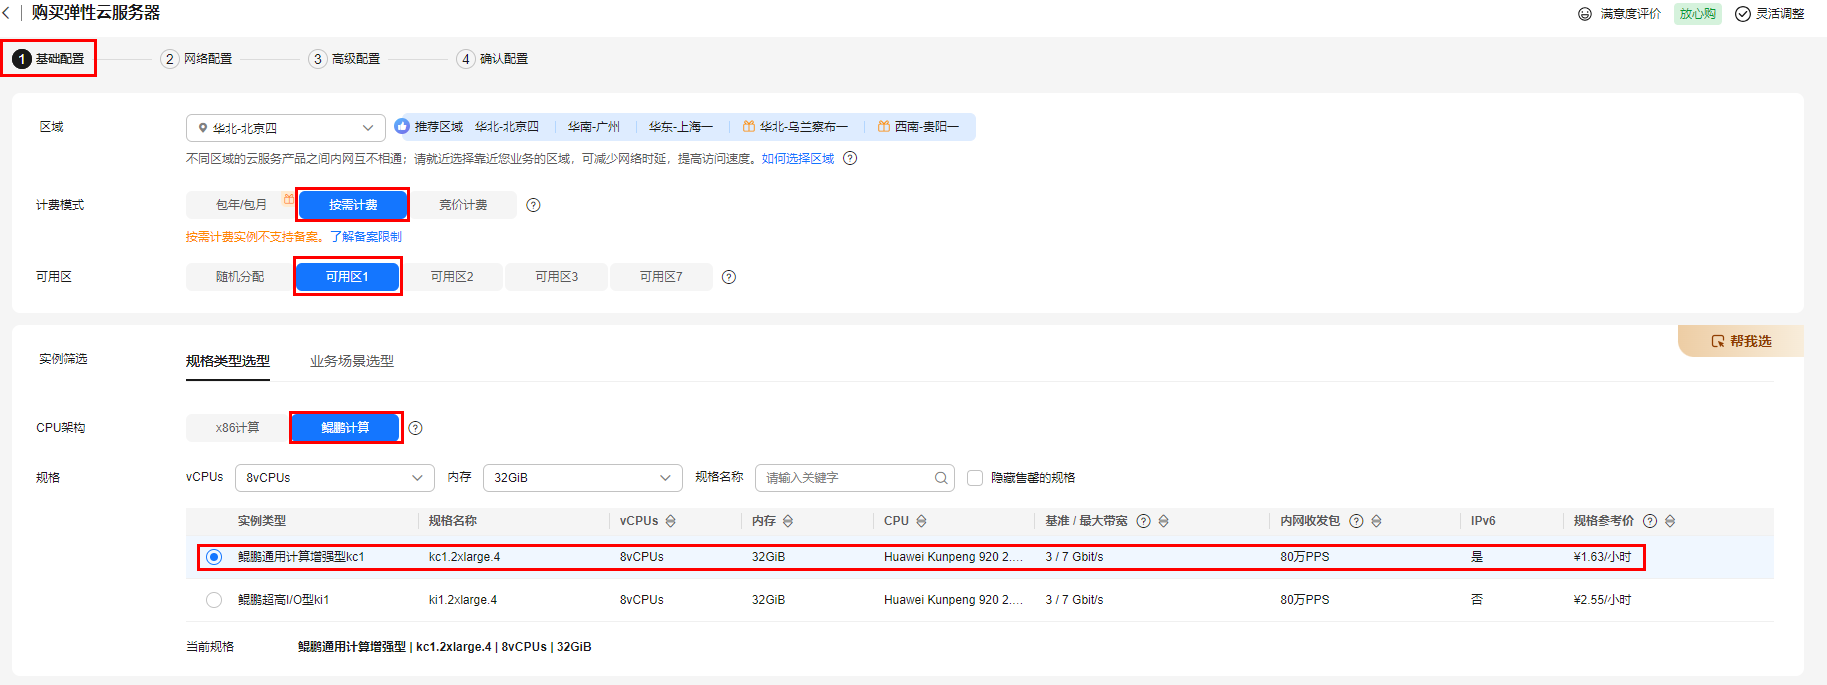 购买弹性云服务器
满意度评价 放心购 灵活调整
1 基础配置 2 网络配置 3 高级配置 4 确认配置
区域 华北-北京四 推荐区域 华北-北京四 华南-广州 华东-上海一 华北-乌兰察布一 西南-贵阳一
不同区域的云服务产品之间内网互不相通；请就近选择靠近您业务的区域，可减少网络时延，提高访问速度。如何选择区域
计费模式 包年/包月 按需计费 竞价计费
按需计费实例不支持备案。了解备案限制
可用区 随机分配 可用区1 可用区2 可用区3 可用区7
帮我选
实例筛选 规格类型选型 业务场景选型
CPU架构 x86计算 鲲鹏计算
规格 vCPUs 8vCPUs 内存 32GiB 规格名称 请输入关键字 隐藏售罄的规格
实例类型 规格名称 vCPUs 内存 CPU 基准 / 最大带宽 内网收发包 IPv6 规格参考价
鲲鹏通用计算增强型kc1 kc1.2xlarge.4 8vCPUs 32GiB Huawei Kunpeng 920 2.... 3 / 7 Gbit/s 80万PPS 是 ¥1.63/小时
鲲鹏超高I/O型ki1 ki1.2xlarge.4 8vCPUs 32GiB Huawei Kunpeng 920 2.... 3 / 7 Gbit/s 80万PPS 否 ¥2.55/小时
当前规格 鲲鹏通用计算增强型 | kc1.2xlarge.4 | 8vCPUs | 32GiB